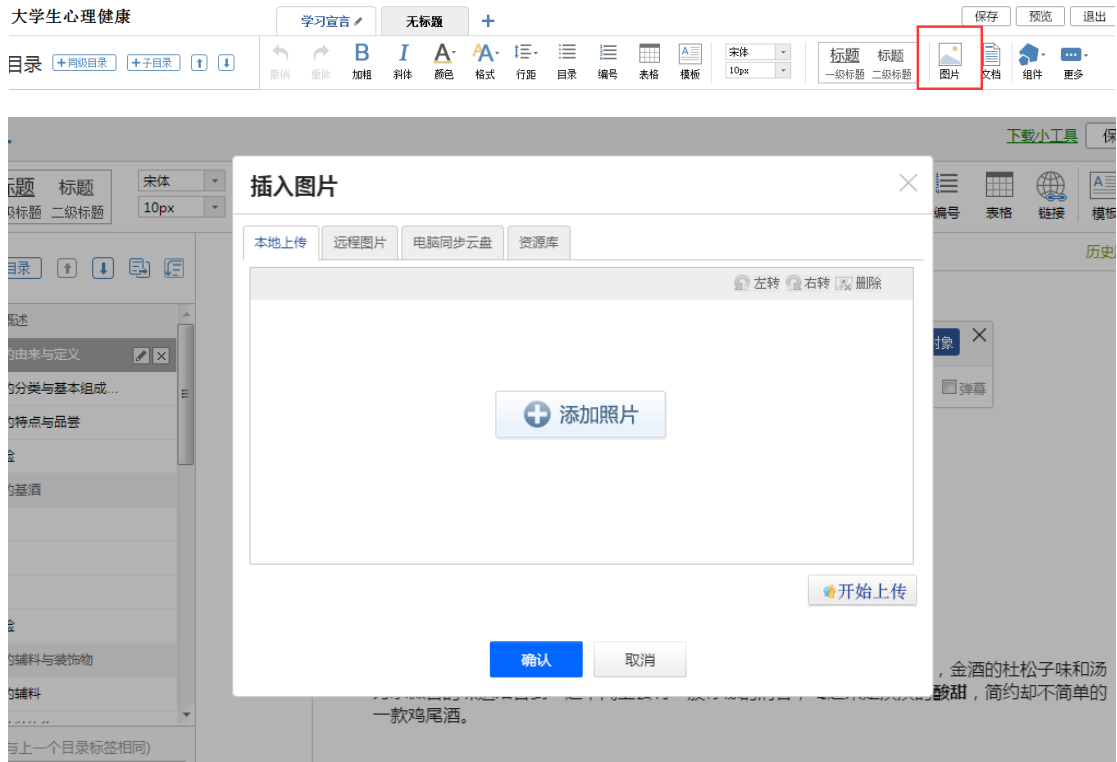 大学生心理健康
学习宣言
无标题
保存 预览 退出
目录 +同级目录 +子目录
撤销 重做 加粗 斜体 颜色 格式 行距 目录 编号 表格 模板
宋体
10px
标题 标题
一级标题 二级标题
图片 文档 组件 更多
下载小工具
标题 标题
级标题 二级标题
宋体
10px
插入图片
编号 表格 链接 模板
本地上传 远程图片 电脑同步云盘 资源库
目录
历史
左转 右转 删除
概述
的由来与定义
对象
的分类与基本组成...
弹幕
的特点与品尝
添加照片
的基酒
开始上传
的辅料与装饰物
确认 取消
的辅料
，金酒的杜松子味和汤
酸甜，简约却不简单的
一款鸡尾酒。
与上一个目录标签相同)